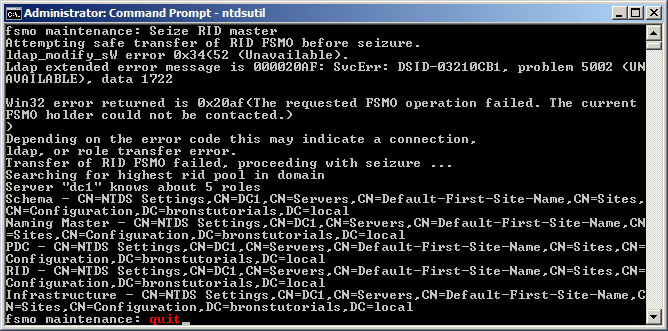 Administrator: Command Prompt - ntdsutil
fsmo maintenance: Seize RID master
Attempting safe transfer of RID FSMO before seizure.
ldap_modify_sW error 0x34(52 (Unavailable).
Ldap extended error message is 000020AF: SvcErr: DSID-03210CB1, problem 5002 (UN
AVAILABLE), data 1722
Win32 error returned is 0x20af(The requested FSMO operation failed. The current
FSMO holder could not be contacted.)
)
Depending on the error code this may indicate a connection,
ldap, or role transfer error.
Transfer of RID FSMO failed, proceeding with seizure ...
Searching for highest rid pool in domain
Server "dc1" knows about 5 roles
Schema - CN=NTDS Settings,CN=DC1,CN=Servers,CN=Default-First-Site-Name,CN=Sites,
CN=Configuration,DC=bronstutorials,DC=local
Naming Master - CN=NTDS Settings,CN=DC1,CN=Servers,CN=Default-First-Site-Name,CN
=Sites,CN=Configuration,DC=bronstutorials,DC=local
PDC - CN=NTDS Settings,CN=DC1,CN=Servers,CN=Default-First-Site-Name,CN=Sites,CN=
Configuration,DC=bronstutorials,DC=local
RID - CN=NTDS Settings,CN=DC1,CN=Servers,CN=Default-First-Site-Name,CN=Sites,CN=
Configuration,DC=bronstutorials,DC=local
Infrastructure - CN=NTDS Settings,CN=DC1,CN=Servers,CN=Default-First-Site-Name,C
N=Sites,CN=Configuration,DC=bronstutorials,DC=local
fsmo maintenance: quit